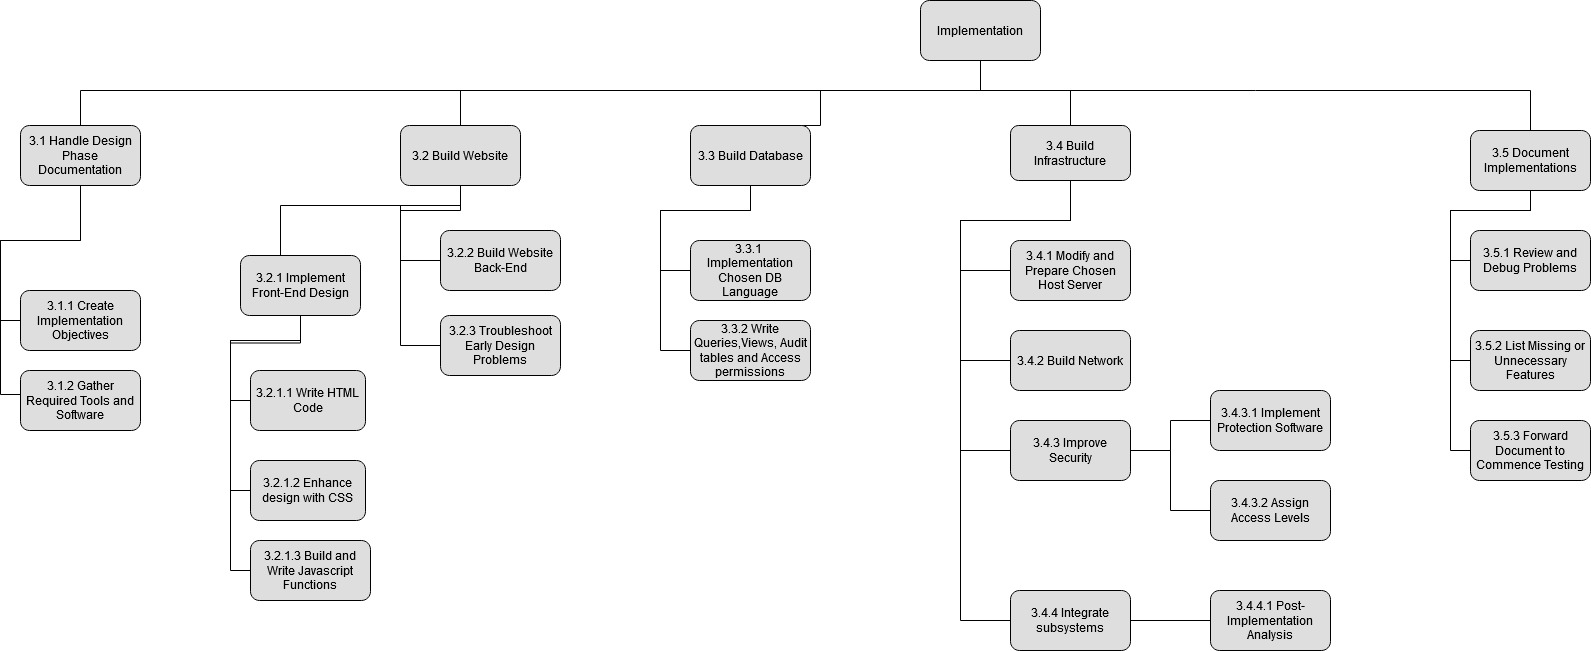 Implementation
3.1 Handle Design
Phase
Documentation
3.2 Build Website
3.3 Build Database
3.4 Build
Infrastructure
3.5 Document
Implementations
3.1.1 Create
Implementation
Objectives
3.1.2 Gather
Required Tools and
Software
3.2.1 Implement
Front-End Design
3.2.1.1 Write HTML
Code
3.2.1.2 Enhance
design with CSS
3.2.1.3 Build and
Write Javascript
Functions
3.2.2 Build Website
Back-End
3.2.3 Troubleshoot
Early Design
Problems
3.3.1
Implementation
Chosen DB
Language
3.3.2 Write
Queries,Views, Audit
tables and Access
permissions
3.4.1 Modify and
Prepare Chosen
Host Server
3.4.2 Build Network
3.4.3 Improve
Security
3.4.3.1 Implement
Protection Software
3.4.3.2 Assign
Access Levels
3.4.4 Integrate
subsystems
3.4.4.1 Post-
Implementation
Analysis
3.5.1 Review and
Debug Problems
3.5.2 List Missing or
Unnecessary
Features
3.5.3 Forward
Document to
Commence Testing